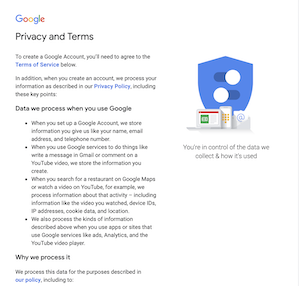 Google
Privacy and Terms
To create a Google Account, you'll need to agree to the
Terms of Service below.
In addition, when you create an account, we process your
information as described in our Privacy Policy, including
these key points:
Data we process when you use Google
• When you set up a Google Account, we store
information you give us like your name, email
address, and telephone number.
• When you use Google services to do things like
write a message in Gmail or comment on a
YouTube video, we store the information you
create.
• When you search for a restaurant on Google Maps
or watch a video on YouTube, for example, we
process information about that activity – including
information like the video you watched, device IDs,
IP addresses, cookie data, and location.
• We also process the kinds of information
described above when you use apps or sites that
use Google services like ads, Analytics, and the
YouTube video player.
Why we process it
We process this data for the purposes described in
our policy, including to:
You're in control of the data we
collect & how it's used